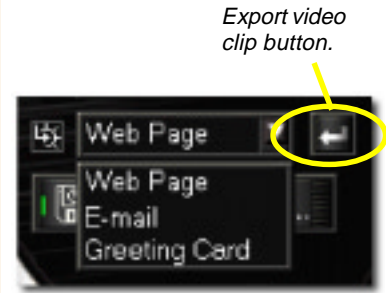 Export video
clip button.
Web Page
Web Page
E-mail
Greeting Card